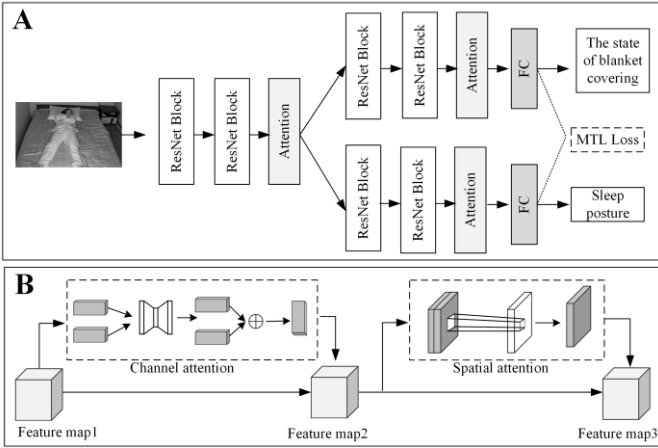 A
ResNet Block
ResNet Block
Attention
ResNet Block
ResNet Block
Attention
FC
The state
of blanket
covering
MTL Loss
ResNet Block
ResNet Block
Attention
FC
Sleep
posture
B
Channel attention
Spatial attention
Feature map1
Feature map2
Feature map3